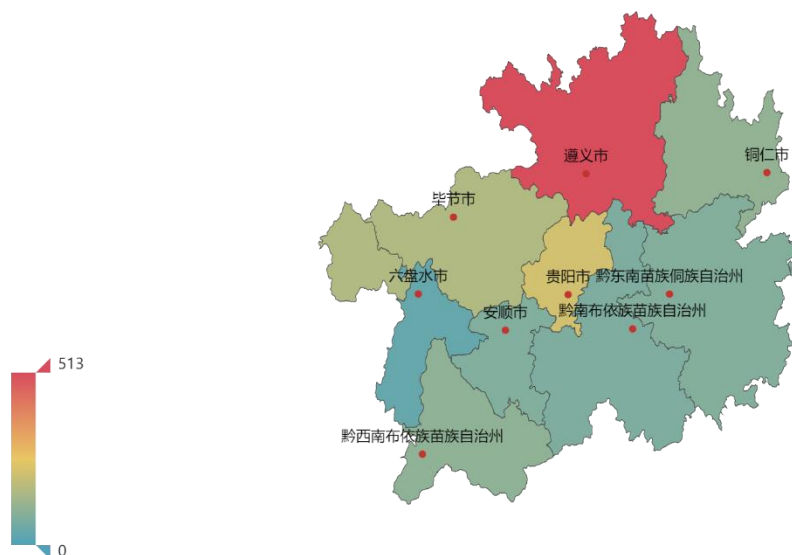 遵义市
铜仁市
毕节市
六盘水市
贵阳市
黔东南苗族侗族自治州
安顺市
黔南布依族苗族自治州
513
黔西南布依族苗族自治州
0